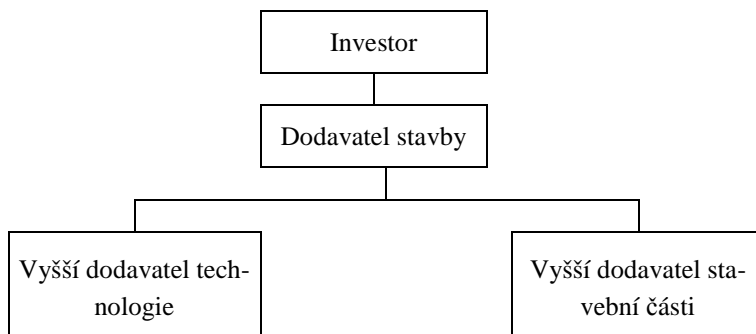 Investor
Dodavatel stavby
Vyšší dodavatel tech-
nologie
Vyšší dodavatel sta-
vební části